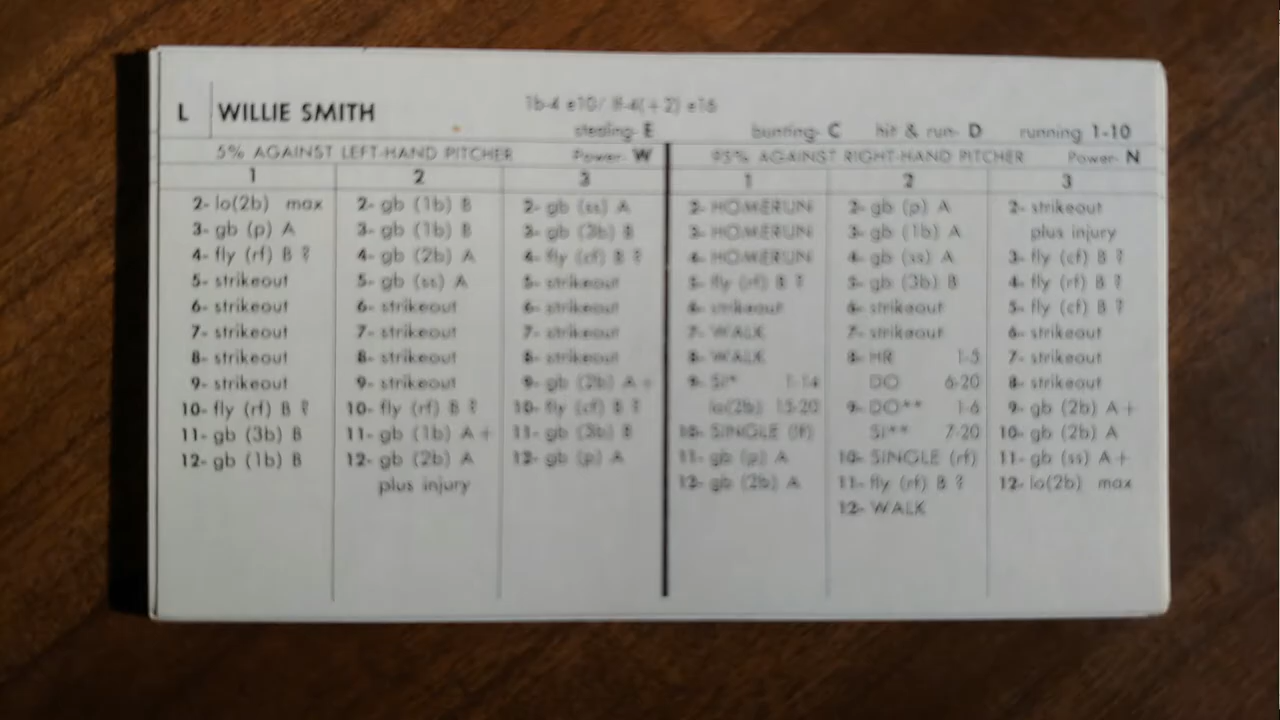 L WILLIE SMITH
1b-4 e10/ lf-4(+2) e16
stealing- E bunting- C hit & run- D running 1-10
5% AGAINST LEFT-HAND PITCHER Power- W
95% AGAINST RIGHT-HAND PITCHER Power- N
1 2 3 1 2 3
2- lo(2b) max
3- gb (p) A
4- fly (rf) B ?
5- strikeout
6- strikeout
7- strikeout
8- strikeout
9- strikeout
10- fly (rf) B ?
11- gb (3b) B
12- gb (1b) B
2- gb (1b) B
3- gb (1b) B
4- gb (2b) A
5- gb (ss) A
6- strikeout
7- strikeout
8- strikeout
9- strikeout
10- fly (rf) B ?
11- gb (1b) A+
12- gb (2b) A
plus injury
2- gb (ss) A
3- gb (3b) B
4- fly (cf) B ?
5- strikeout
6- strikeout
7- strikeout
8- strikeout
9- gb (2b) A+
10- fly (cf) B ?
11- gb (3b) B
12- gb (p) A
2- HOMERUN
3- HOMERUN
4- HOMERUN
5- fly (rf) B ?
6- strikeout
7- WALK
8- WALK
9- SI* 1-14
lo(2b) 15-20
10- SINGLE (lf)
11- gb (p) A
12- gb (2b) A
2- gb (p) A
3- gb (1b) A
4- gb (ss) A
5- gb (3b) B
6- strikeout
7- strikeout
8- HR 1-5
DO 6-20
9- DO** 1-6
SI** 7-20
10- SINGLE (rf)
11- fly (rf) B ?
12- WALK
2- strikeout
plus injury
3- fly (cf) B ?
4- fly (rf) B ?
5- fly (cf) B ?
6- strikeout
7- strikeout
8- strikeout
9- gb (2b) A+
10- gb (2b) A
11- gb (ss) A+
12- lo(2b) max